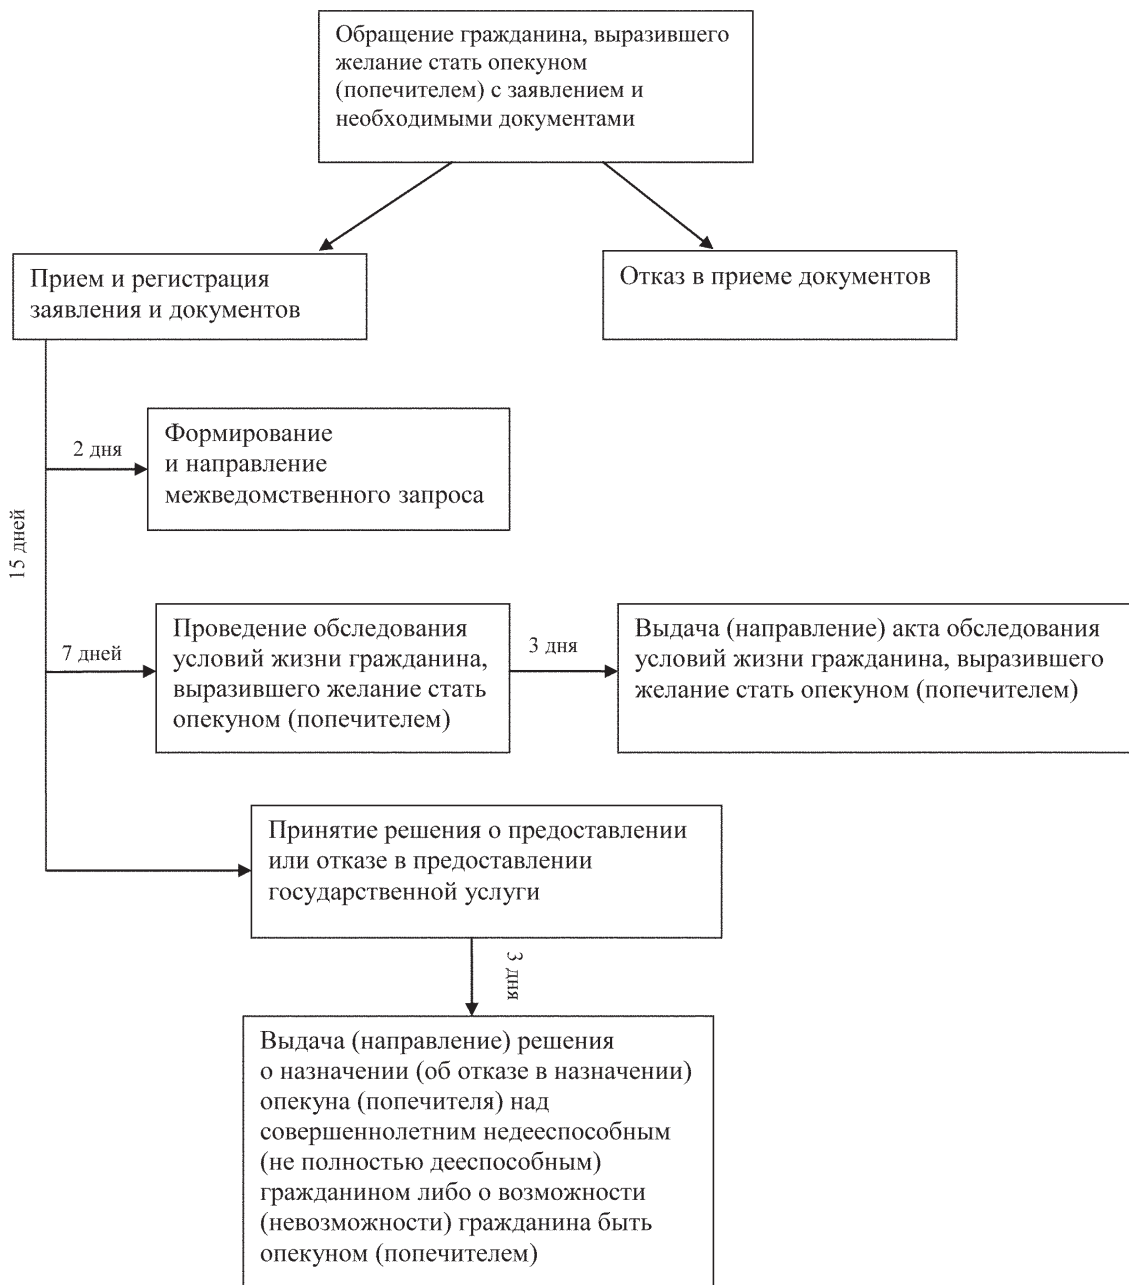 Обращение гражданина, выразившего
желание стать опекуном
(попечителем) с заявлением и
необходимыми документами
Прием и регистрация
заявления и документов
Отказ в приеме документов
15 дней
2 дня
Формирование
и направление
межведомственного запроса
7 дней
Проведение обследования
условий жизни гражданина,
выразившего желание стать
опекуном (попечителем)
3 дня
Выдача (направление) акта обследования
условий жизни гражданина, выразившего
желание стать опекуном (попечителем)
Принятие решения о предоставлении
или отказе в предоставлении
государственной услуги
3 дня
Выдача (направление) решения
о назначении (об отказе в назначении)
опекуна (попечителя) над
совершеннолетним недееспособным
(не полностью дееспособным)
гражданином либо о возможности
(невозможности) гражданина быть
опекуном (попечителем)